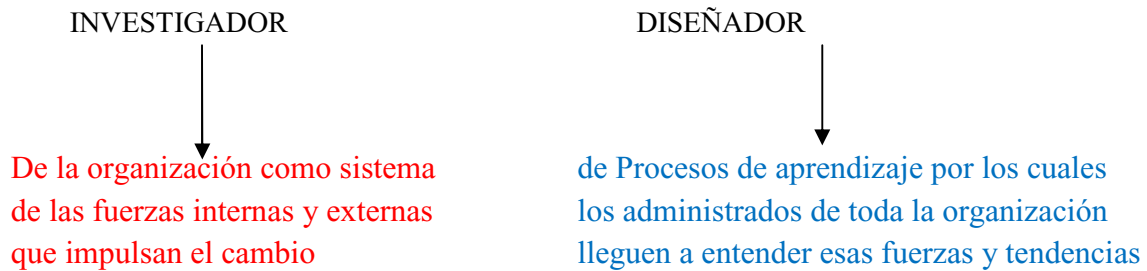 INVESTIGADOR
De la organización como sistema
de las fuerzas internas y externas
que impulsan el cambio
DISEÑADOR
de Procesos de aprendizaje por los cuales
los administrados de toda la organización
lleguen a entender esas fuerzas y tendencias